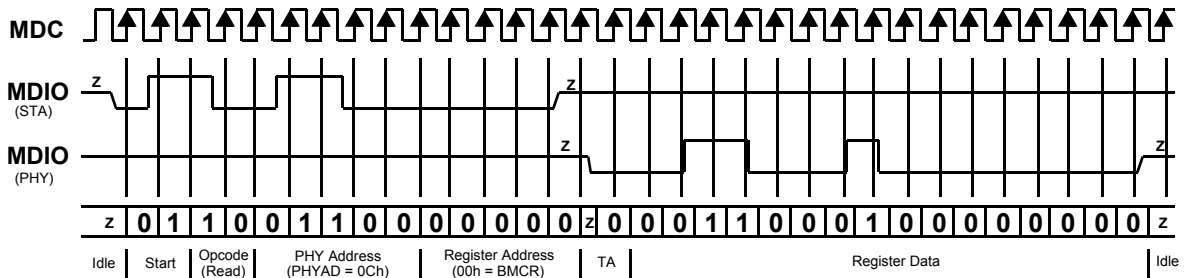 MDC
MDIO
(STA)
z
z
MDIO
(PHY)
z
z
z 0 1 1 0 0 1 1 0 0 0 0 0 0 0 z 0 0 0 1 1 0 0 0 1 0 0 0 0 0 0 0 0 z
Idle Start Opcode (Read) PHY Address (PHYAD = 0Ch) Register Address (00h = BMCR) TA Register Data Idle